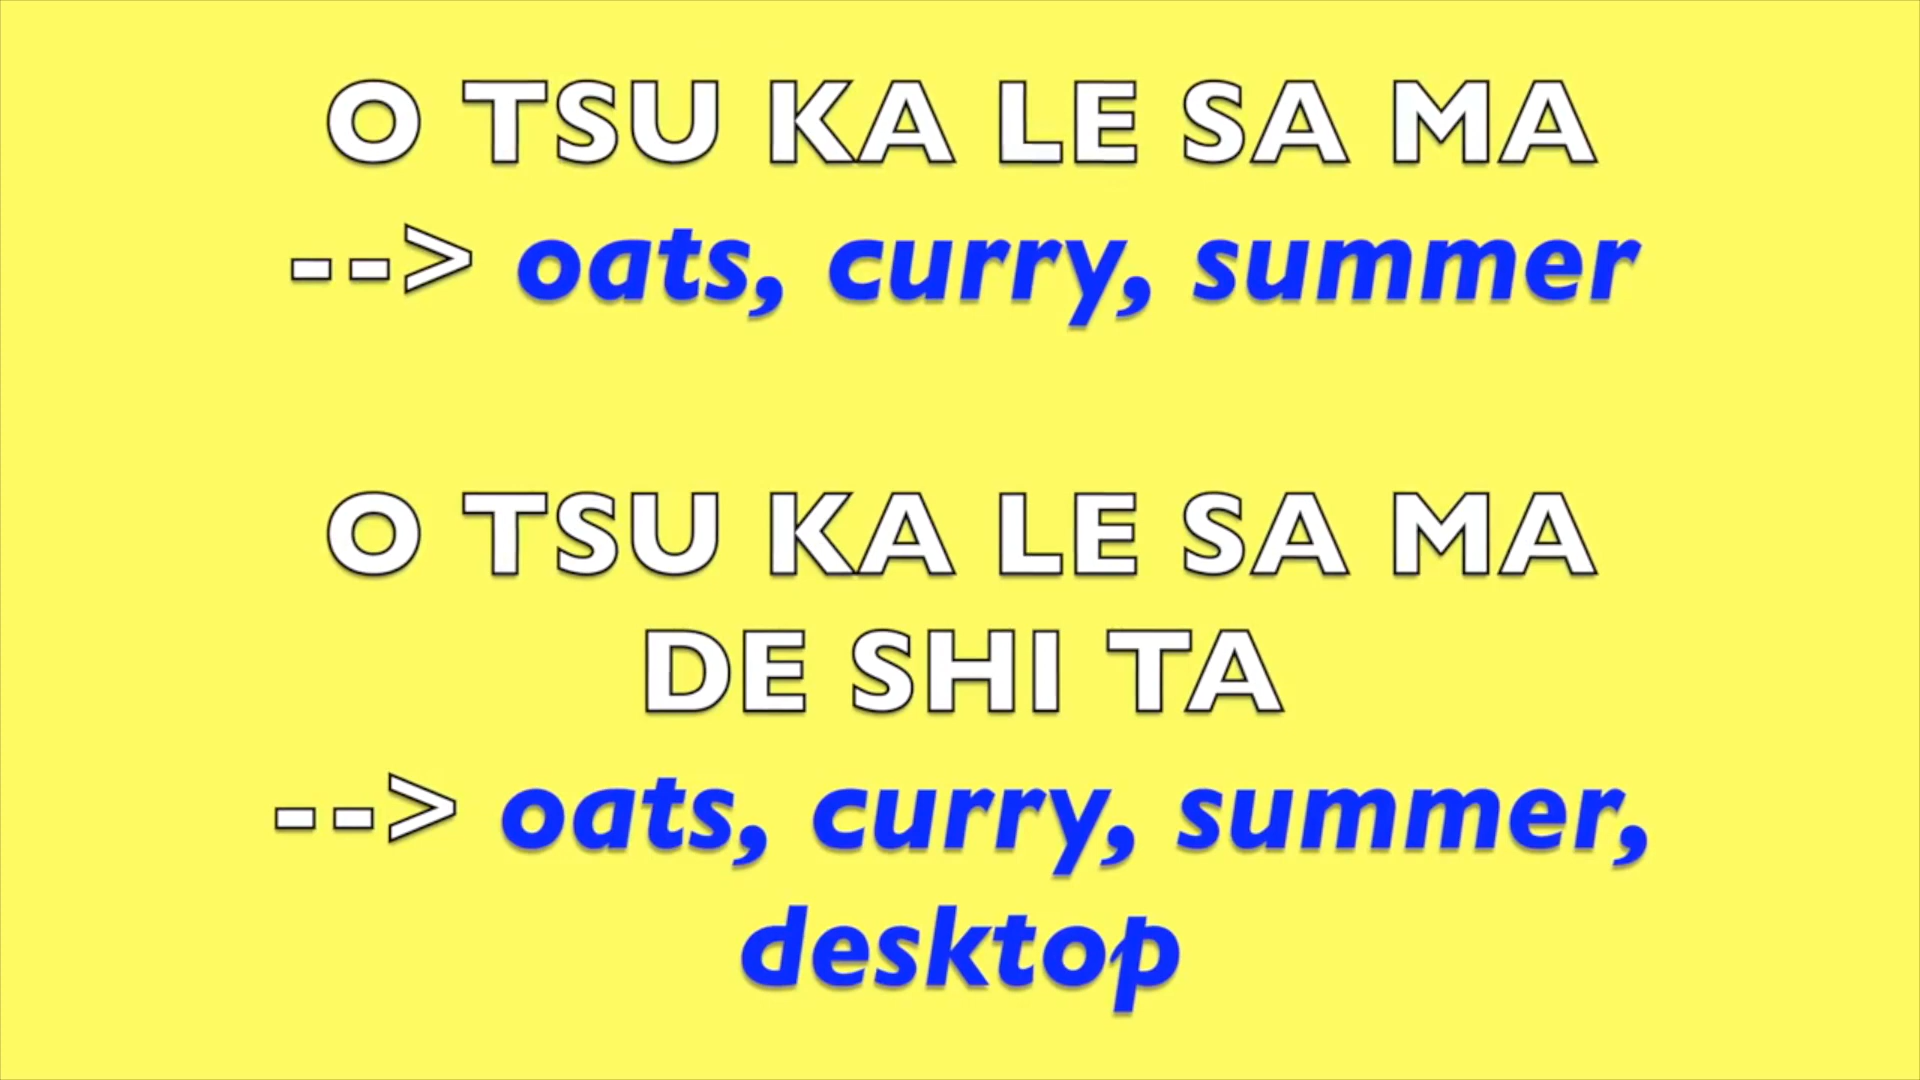 O TSU KA LE SA MA
--> oats, curry, summer
O TSU KA LE SA MA
DE SHI TA
--> oats, curry, summer,
desktop